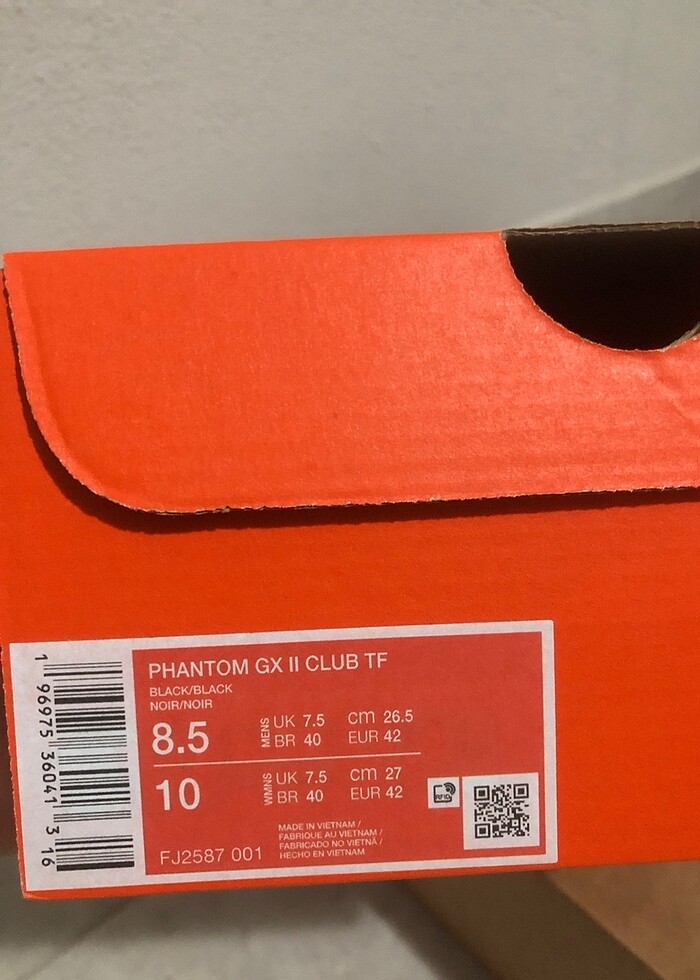 PHANTOM GX II CLUB TF
BLACK/BLACK
NOIR/NOIR
8.5 MENS UK 7.5 cm 26.5
BR 40 EUR 42
10 WMNS UK 7.5 cm 27
BR 40 EUR 42
RFID
MADE IN VIETNAM /
FABRIQUE AU VIETNAM /
FABRICADO NO VIETNÃ /
HECHO EN VIETNAM
FJ2587 001
1 96975 36041 3 16